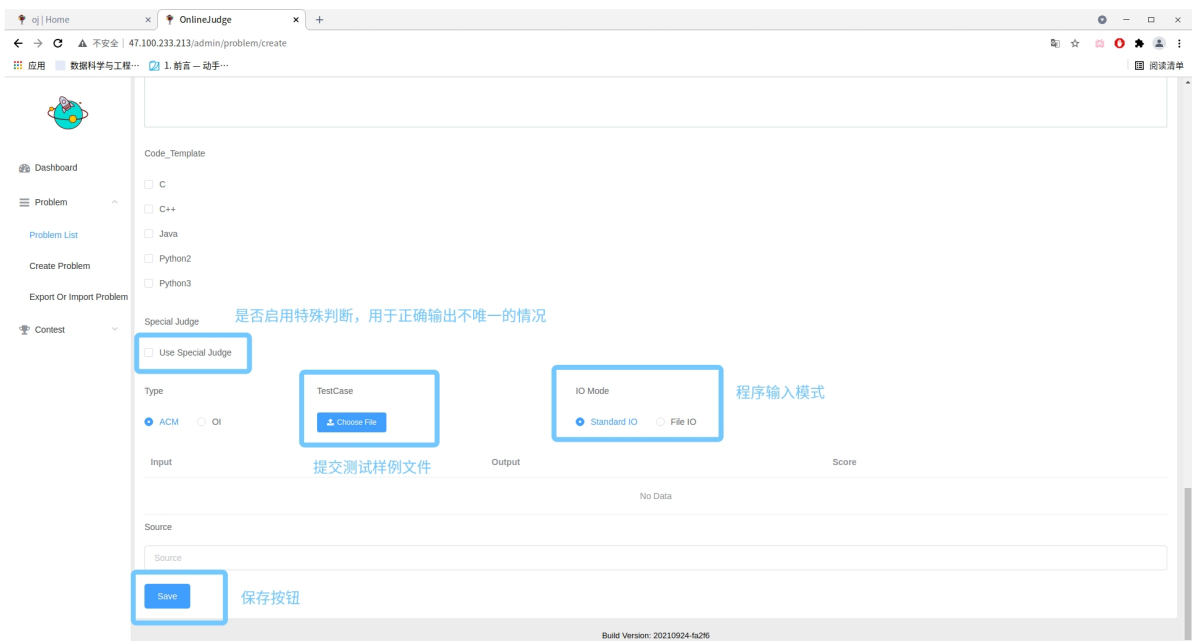 oj | Home
OnlineJudge
不安全 | 47.100.233.213/admin/problem/create
应用
数据科学与工程…
1. 前言 — 动手…
阅读清单
Dashboard
Problem
Problem List
Create Problem
Export Or Import Problem
Contest
Code_Template
C
C++
Java
Python2
Python3
Special Judge
是否启用特殊判断，用于正确输出不唯一的情况
Use Special Judge
Type
TestCase
IO Mode
程序输入模式
ACM
OI
Choose File
Standard IO
File IO
提交测试样例文件
Input
Output
Score
No Data
Source
Source
Save
保存按钮
Build Version: 20210924-fa2f6